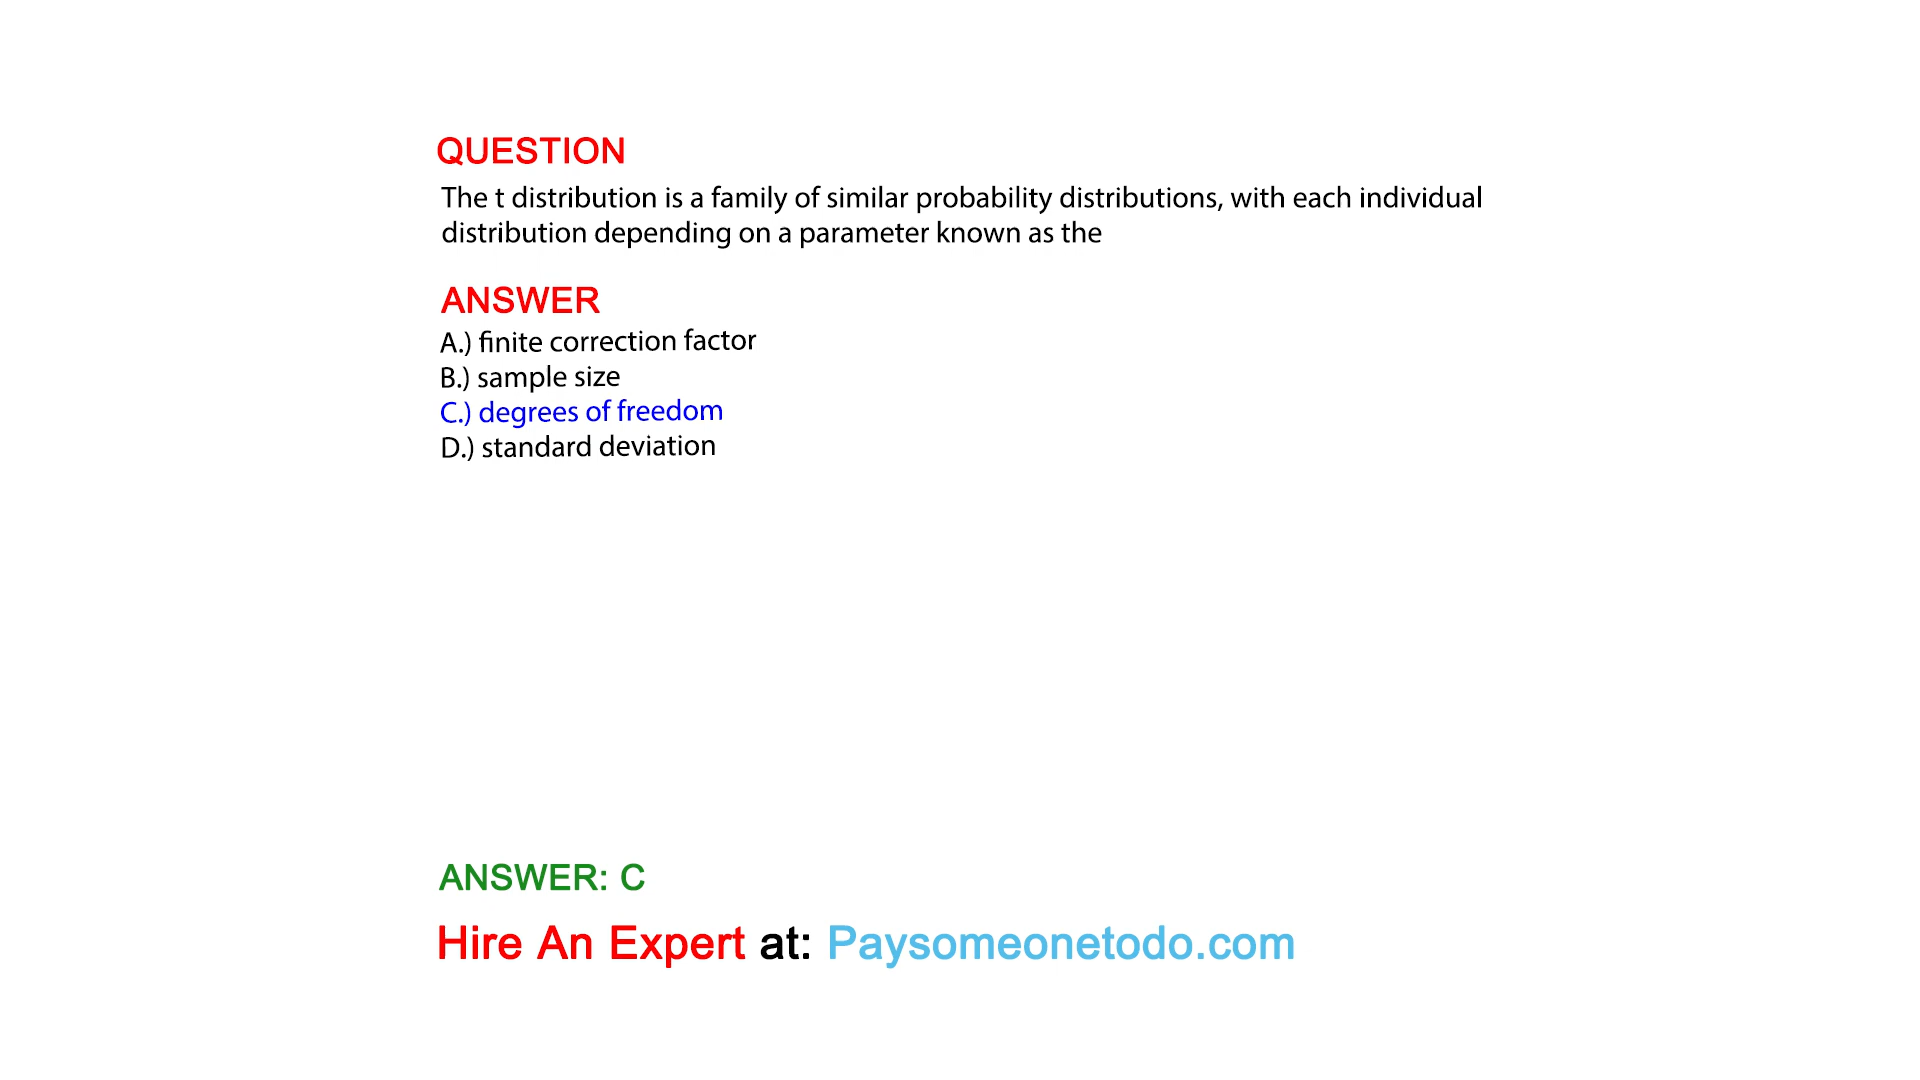 QUESTION
The t distribution is a family of similar probability distributions, with each individual
distribution depending on a parameter known as the
ANSWER
A.) finite correction factor
B.) sample size
C.) degrees of freedom
D.) standard deviation
ANSWER: C
Hire An Expert at: Paysomeonetodo.com